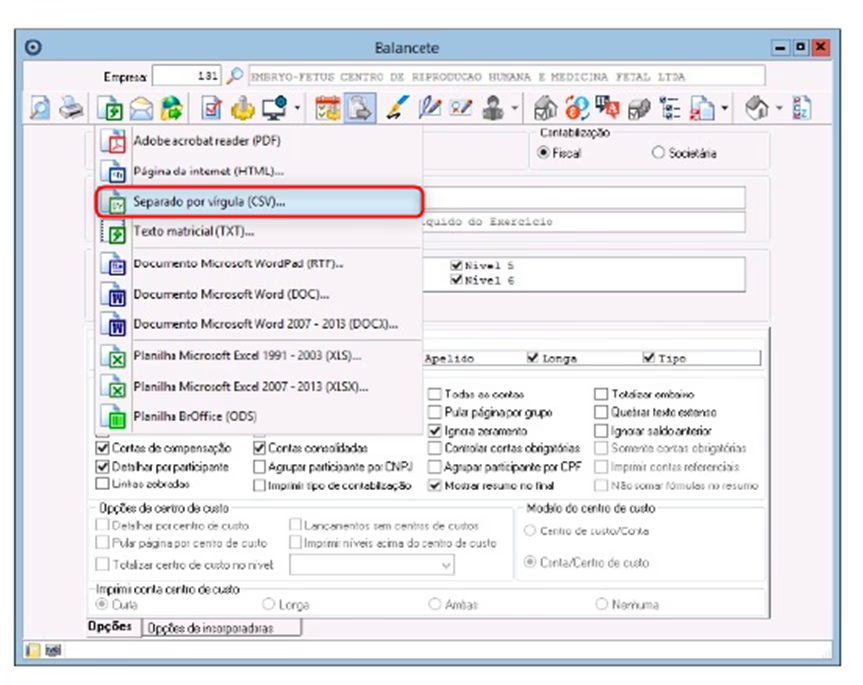 Balancete
Empresa: 131 EMBRYO-FETUS CENTRO DE REPRODUCAO HUMANA E MEDICINA FETAL LTDA
Adobe acrobat reader (PDF)
Contabilização
Página da internet (HTML)...
Fiscal Societária
Separado por vírgula (CSV)...
quido do Exercicio
Texto matricial (TXT)...
Documento Microsoft WordPad (RTF)...
Nivel 5
Nivel 6
Documento Microsoft Word (DOC)...
Documento Microsoft Word 2007 - 2013 (DOCX)...
Planilha Microsoft Excel 1991 - 2003 (XLS)...
Apelido Longa Tipo
Planilha Microsoft Excel 2007 - 2013 (XLSX)...
Planilha BrOffice (ODS)
Todas as contas Totalizar embaixo
Pular página por grupo Quebrar texto extenso
Ignora zeramento Ignorar saldo anterior
Contas de compensação Contas consolidadas Controlar contas obrigatórias Somente contas obrigatórias
Detalhar por participante Agrupar participante por CNPJ Agrupar participante por CPF Imprimir contas referenciais
Linhas zebradas Imprimir tipo de contabilização Mostrar resumo no final Não somar fórmulas no resumo
Opções de centro de custo Modelo do centro de custo
Detalhar por centro de custo Lançamentos sem centros de custos
Centro de custo/Conta
Pular página por centro de custo Imprimir níveis acima do centro de custo
Totalizar centro de custo no nível: Conta/Centro de custo
Imprimi conta centro de custo
Curta Longa Ambas Nenhuma
Opções Opções de incorporadoras